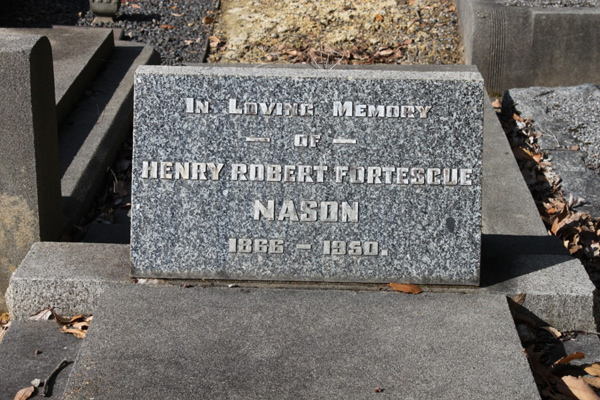 IN LOVING MEMORY
— OF —
HENRY ROBERT FORTESCUE
NASON
1866 – 1950.